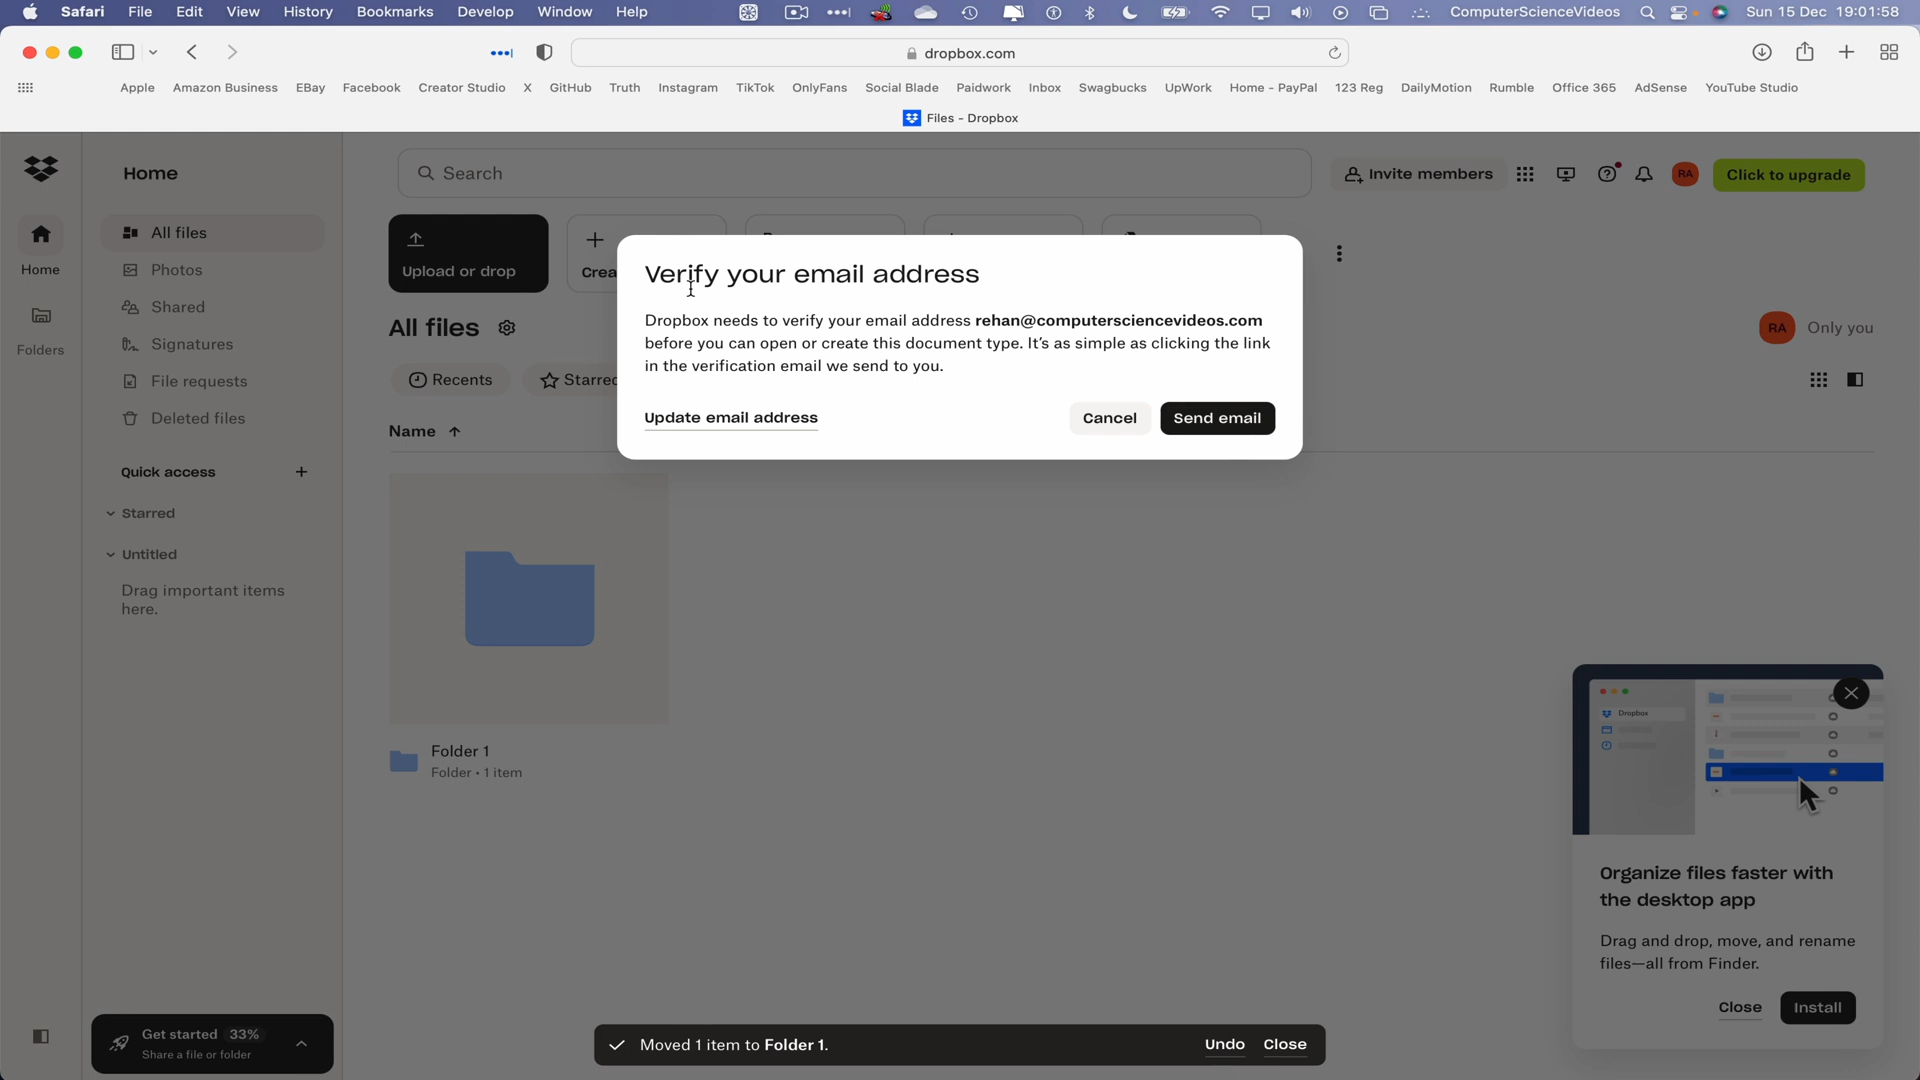 Safari File Edit View History Bookmarks Develop Window Help ComputerScienceVideos Sun 15 Dec 19:01:58
dropbox.com
Apple Amazon Business EBay Facebook Creator Studio X GitHub Truth Instagram TikTok OnlyFans Social Blade Paidwork Inbox Swagbucks UpWork Home - PayPal 123 Reg DailyMotion Rumble Office 365 AdSense YouTube Studio
Files - Dropbox
Home
Search
Invite members
RA
Click to upgrade
Home
Folders
All files
Photos
Shared
Signatures
File requests
Deleted files
Quick access +
Starred
Untitled
Drag important items
here.
Get started 33%
Share a file or folder
Upload or drop
Crea
All files
RA Only you
Recents
Starred
Name
Verify your email address
Dropbox needs to verify your email address rehan@computersciencevideos.com
before you can open or create this document type. It's as simple as clicking the link
in the verification email we send to you.
Update email address
Cancel
Send email
Folder 1
Folder • 1 item
Dropbox
Organize files faster with
the desktop app
Drag and drop, move, and rename
files—all from Finder.
Close Install
Moved 1 item to Folder 1.
Undo Close